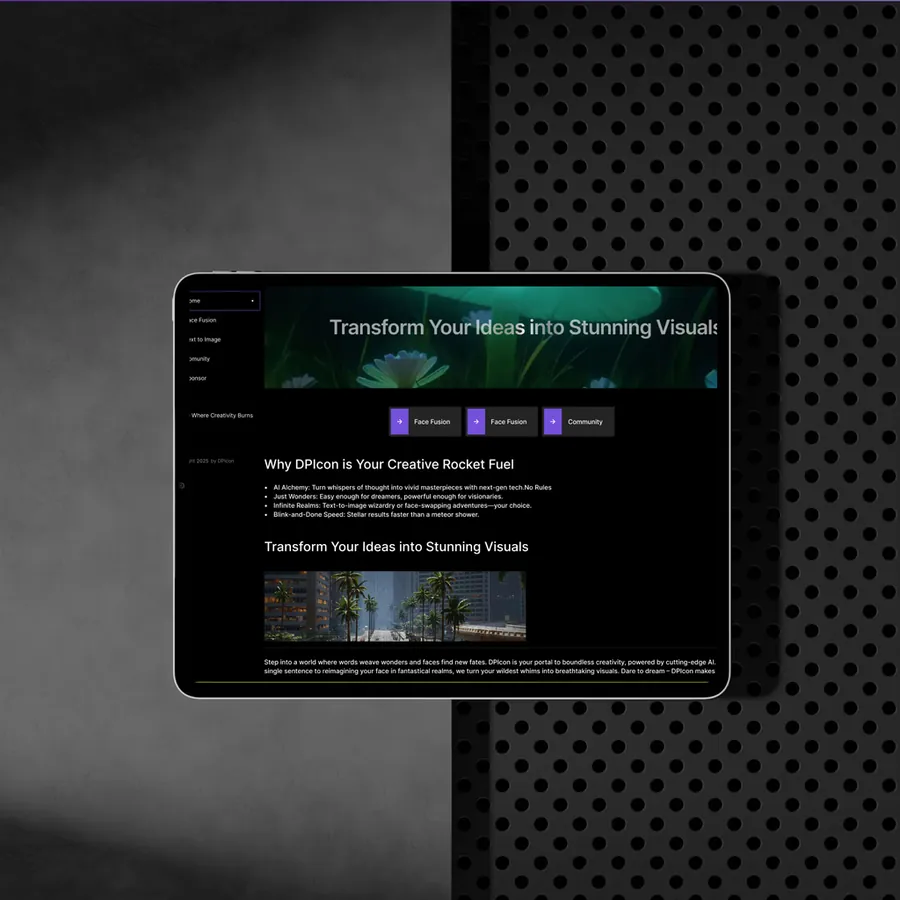 ome
ace Fusion
ext to Image
omunity
onsor
Where Creativity Burns
ght 2025 by DPIcon
Transform Your Ideas into Stunning Visuals
Face Fusion
Face Fusion
Community
Why DPIcon is Your Creative Rocket Fuel
AI Alchemy: Turn whispers of thought into vivid masterpieces with next-gen tech.No Rules
Just Wonders: Easy enough for dreamers, powerful enough for visionaries.
Infinite Realms: Text-to-image wizardry or face-swapping adventures—your choice.
Blink-and-Done Speed: Stellar results faster than a meteor shower.
Transform Your Ideas into Stunning Visuals
Step into a world where words weave wonders and faces find new fates. DPIcon is your portal to boundless creativity, powered by cutting-edge AI.
single sentence to reimagining your face in fantastical realms, we turn your wildest whims into breathtaking visuals. Dare to dream – DPIcon makes